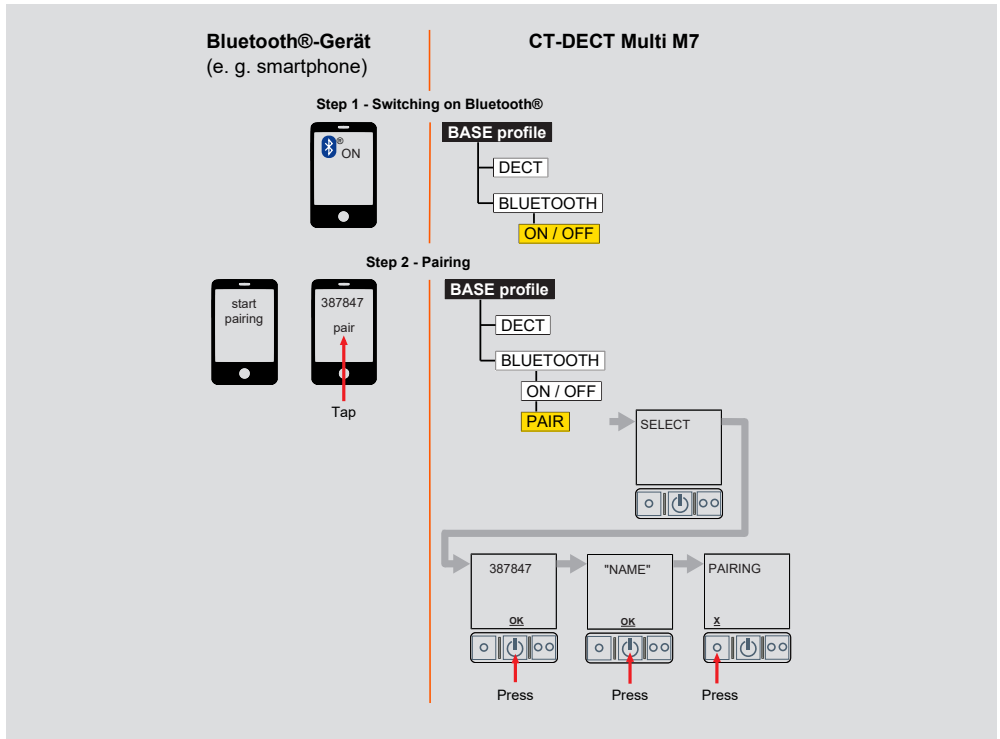 Bluetooth®-Gerät
(e. g. smartphone)
CT-DECT Multi M7
Step 1 - Switching on Bluetooth®
® ON
BASE profile
DECT
BLUETOOTH
ON / OFF
Step 2 - Pairing
start
pairing
387847
pair
Tap
BASE profile
DECT
BLUETOOTH
ON / OFF
PAIR
SELECT
387847
OK
Press
"NAME"
OK
Press
PAIRING
X
Press